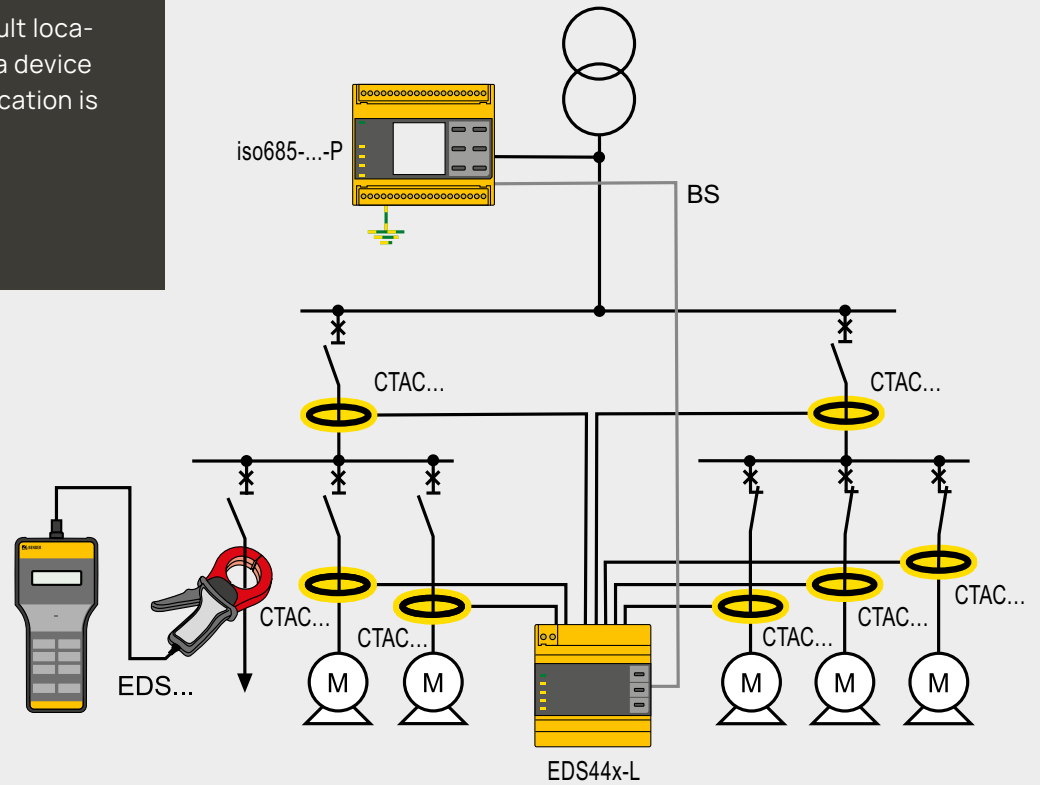 ult loca-
a device
cation is
iso685-...-P
BS
CTAC...
CTAC...
CTAC...
CTAC...
CTAC...
CTAC...
CTAC...
EDS...
M
M
M
M
M
EDS44x-L